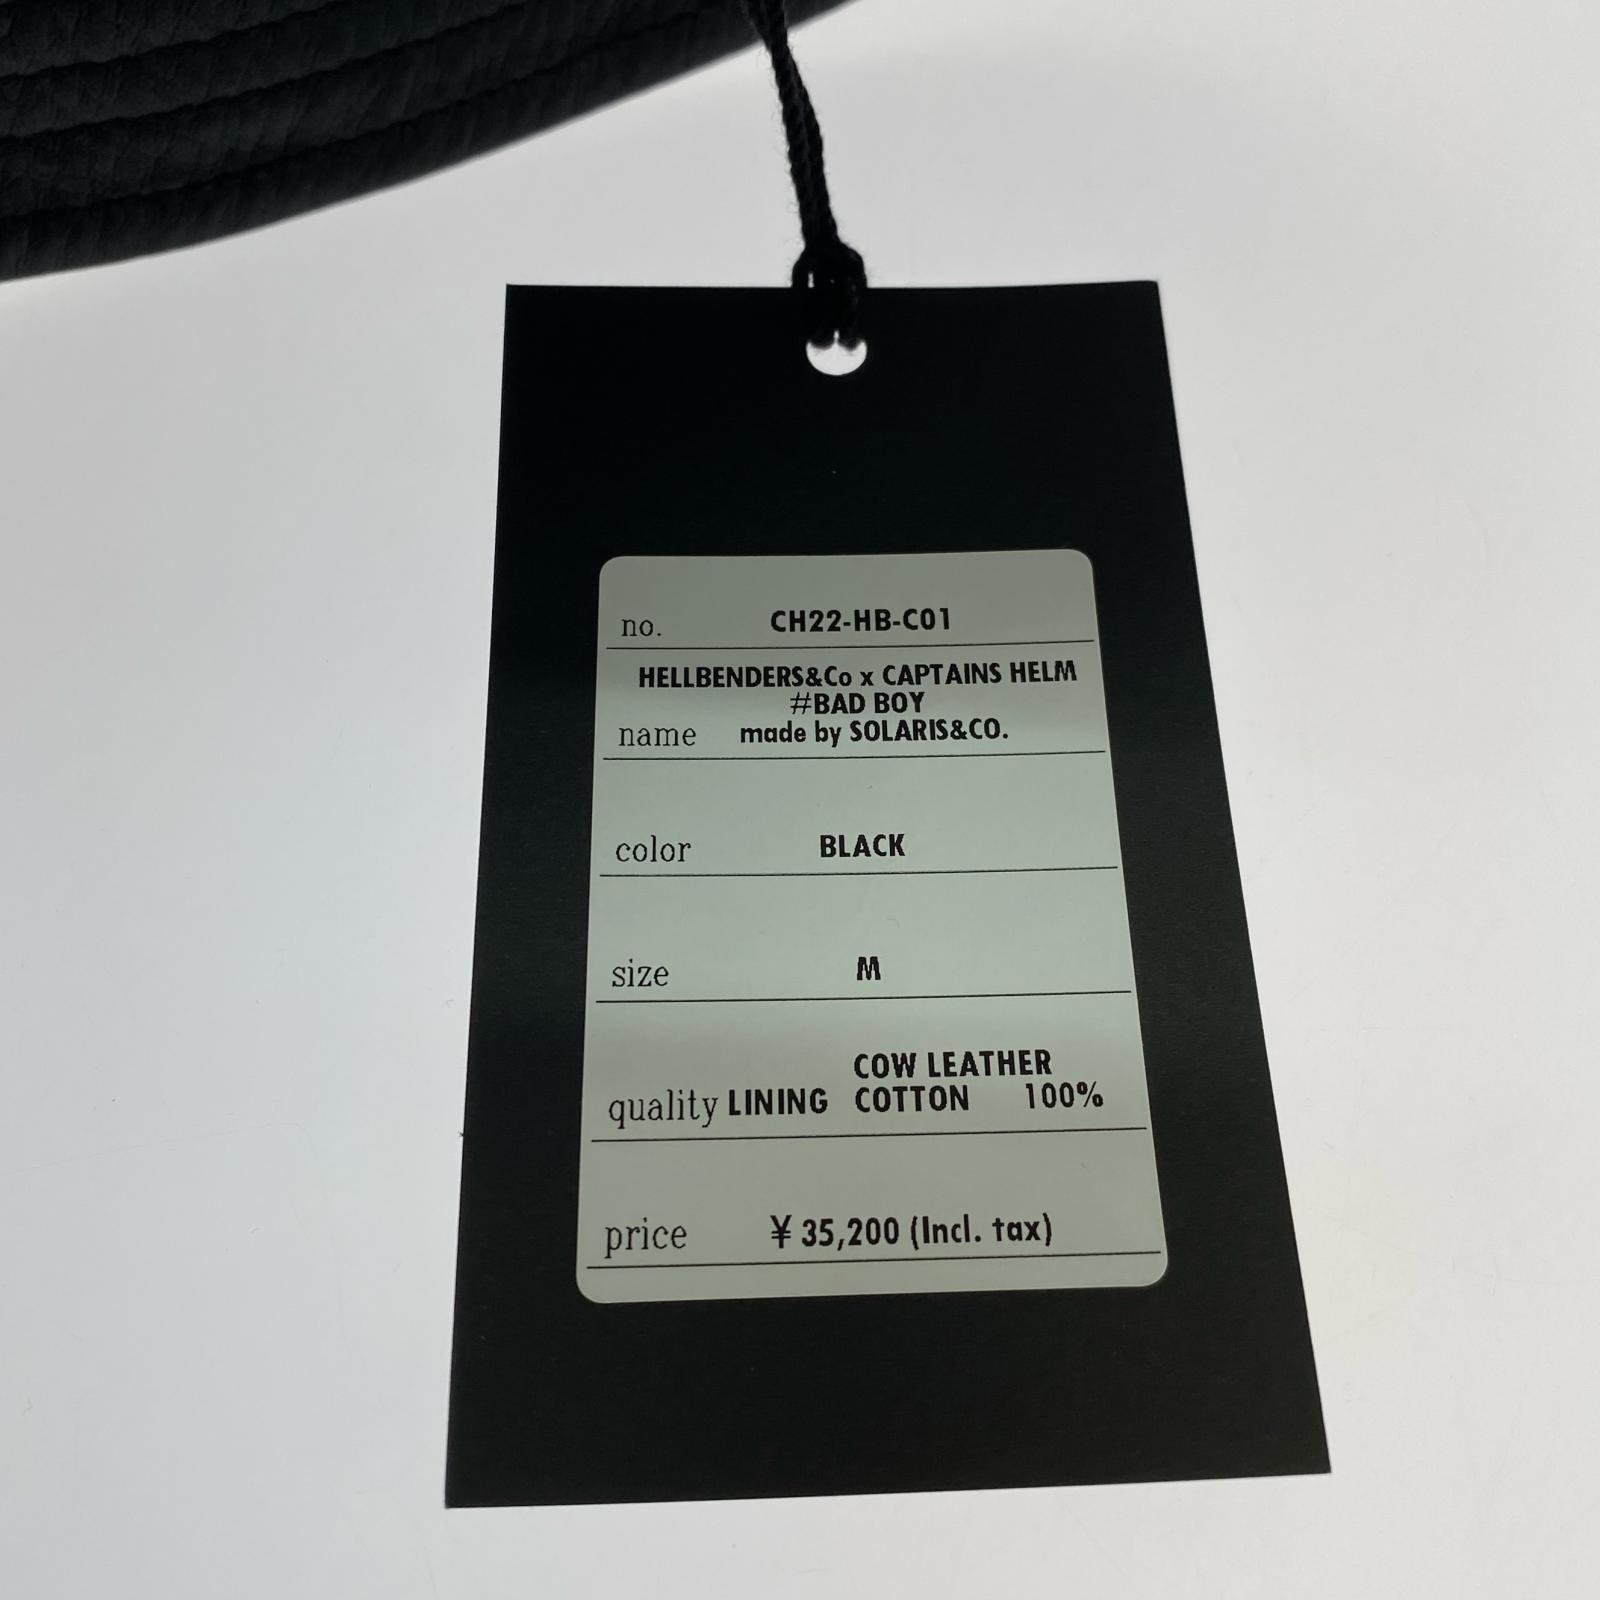 no. CH22-HB-C01
HELLBENDERS&Co x CAPTAINS HELM
#BAD BOY
name made by SOLARIS&CO.
color BLACK
size M
COW LEATHER
quality LINING COTTON 100%
price ¥ 35,200 (Incl. tax)